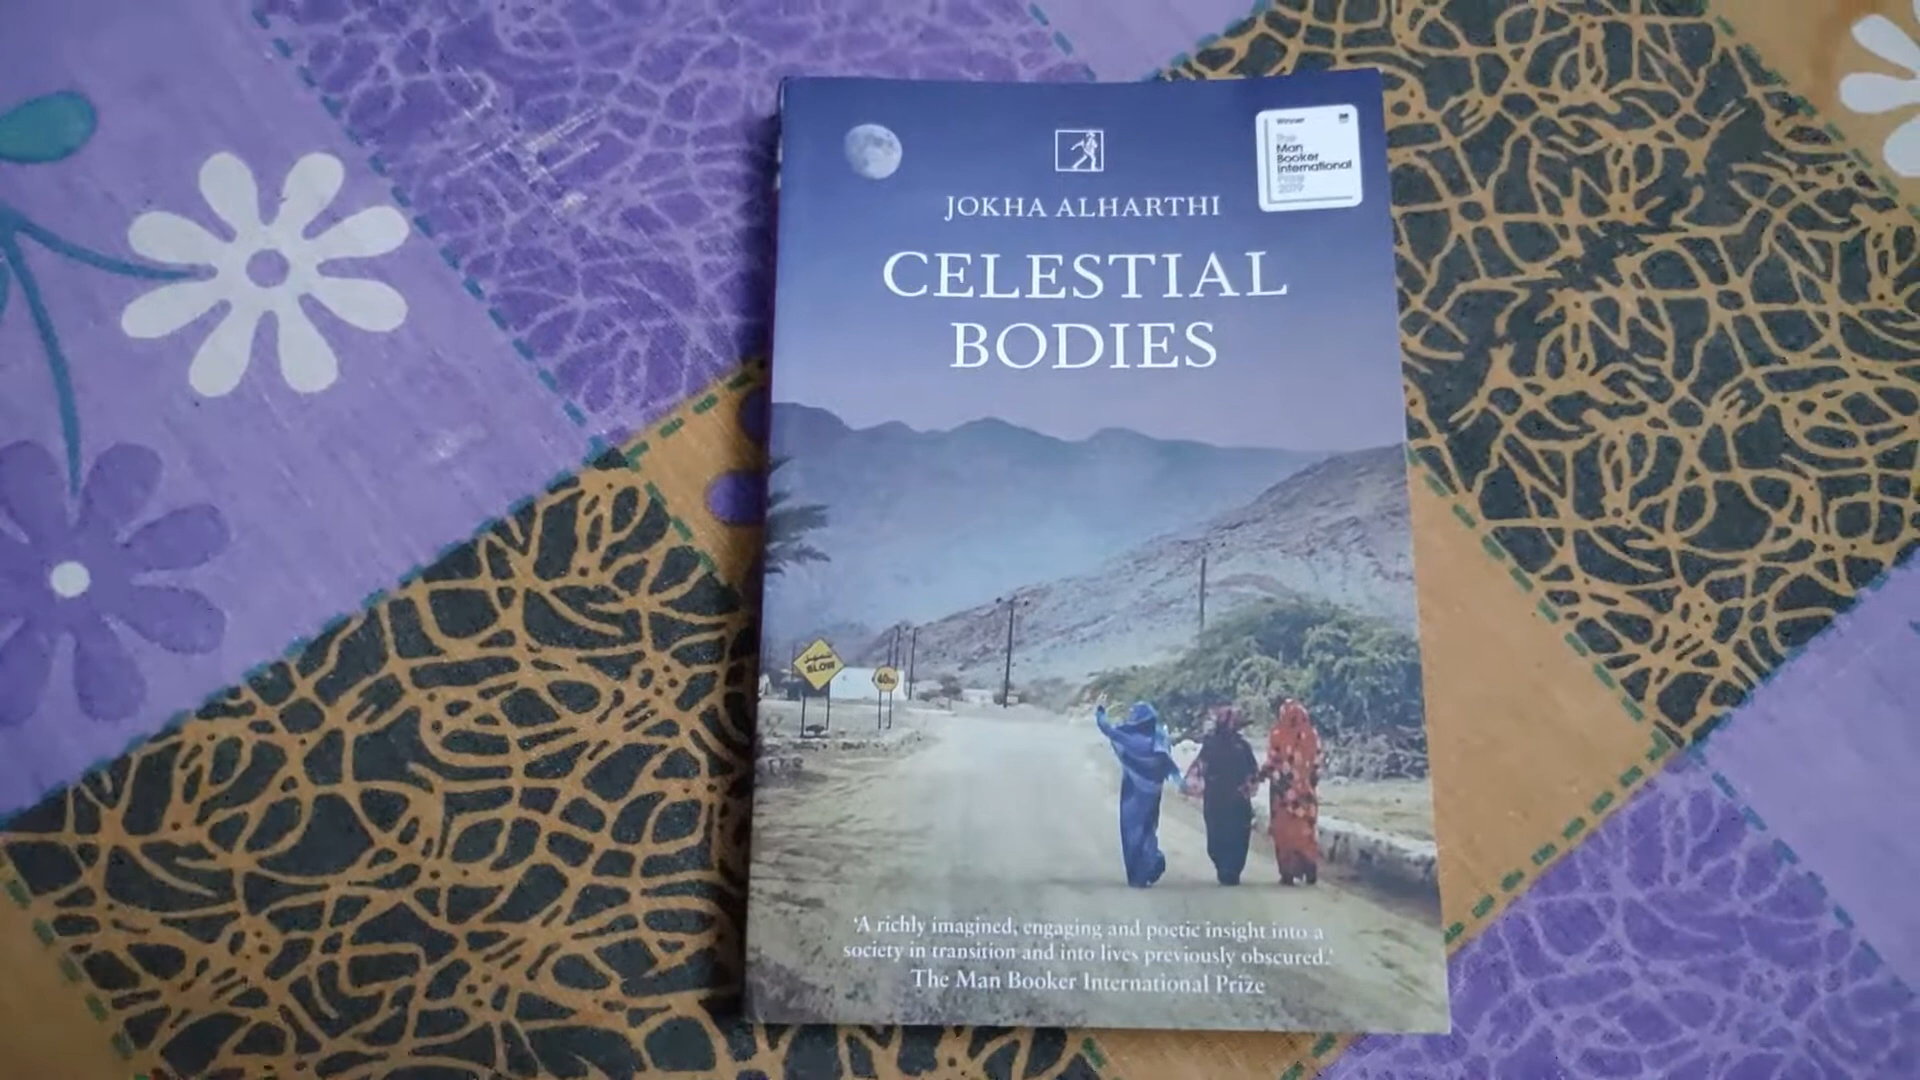 Winner
The
Man
Booker
International
Prize
2019
JOKHA ALHARTHI
CELESTIAL
BODIES
SLOW
40
'A richly imagined, engaging and poetic insight into a
society in transition and into lives previously obscured.'
The Man Booker International Prize